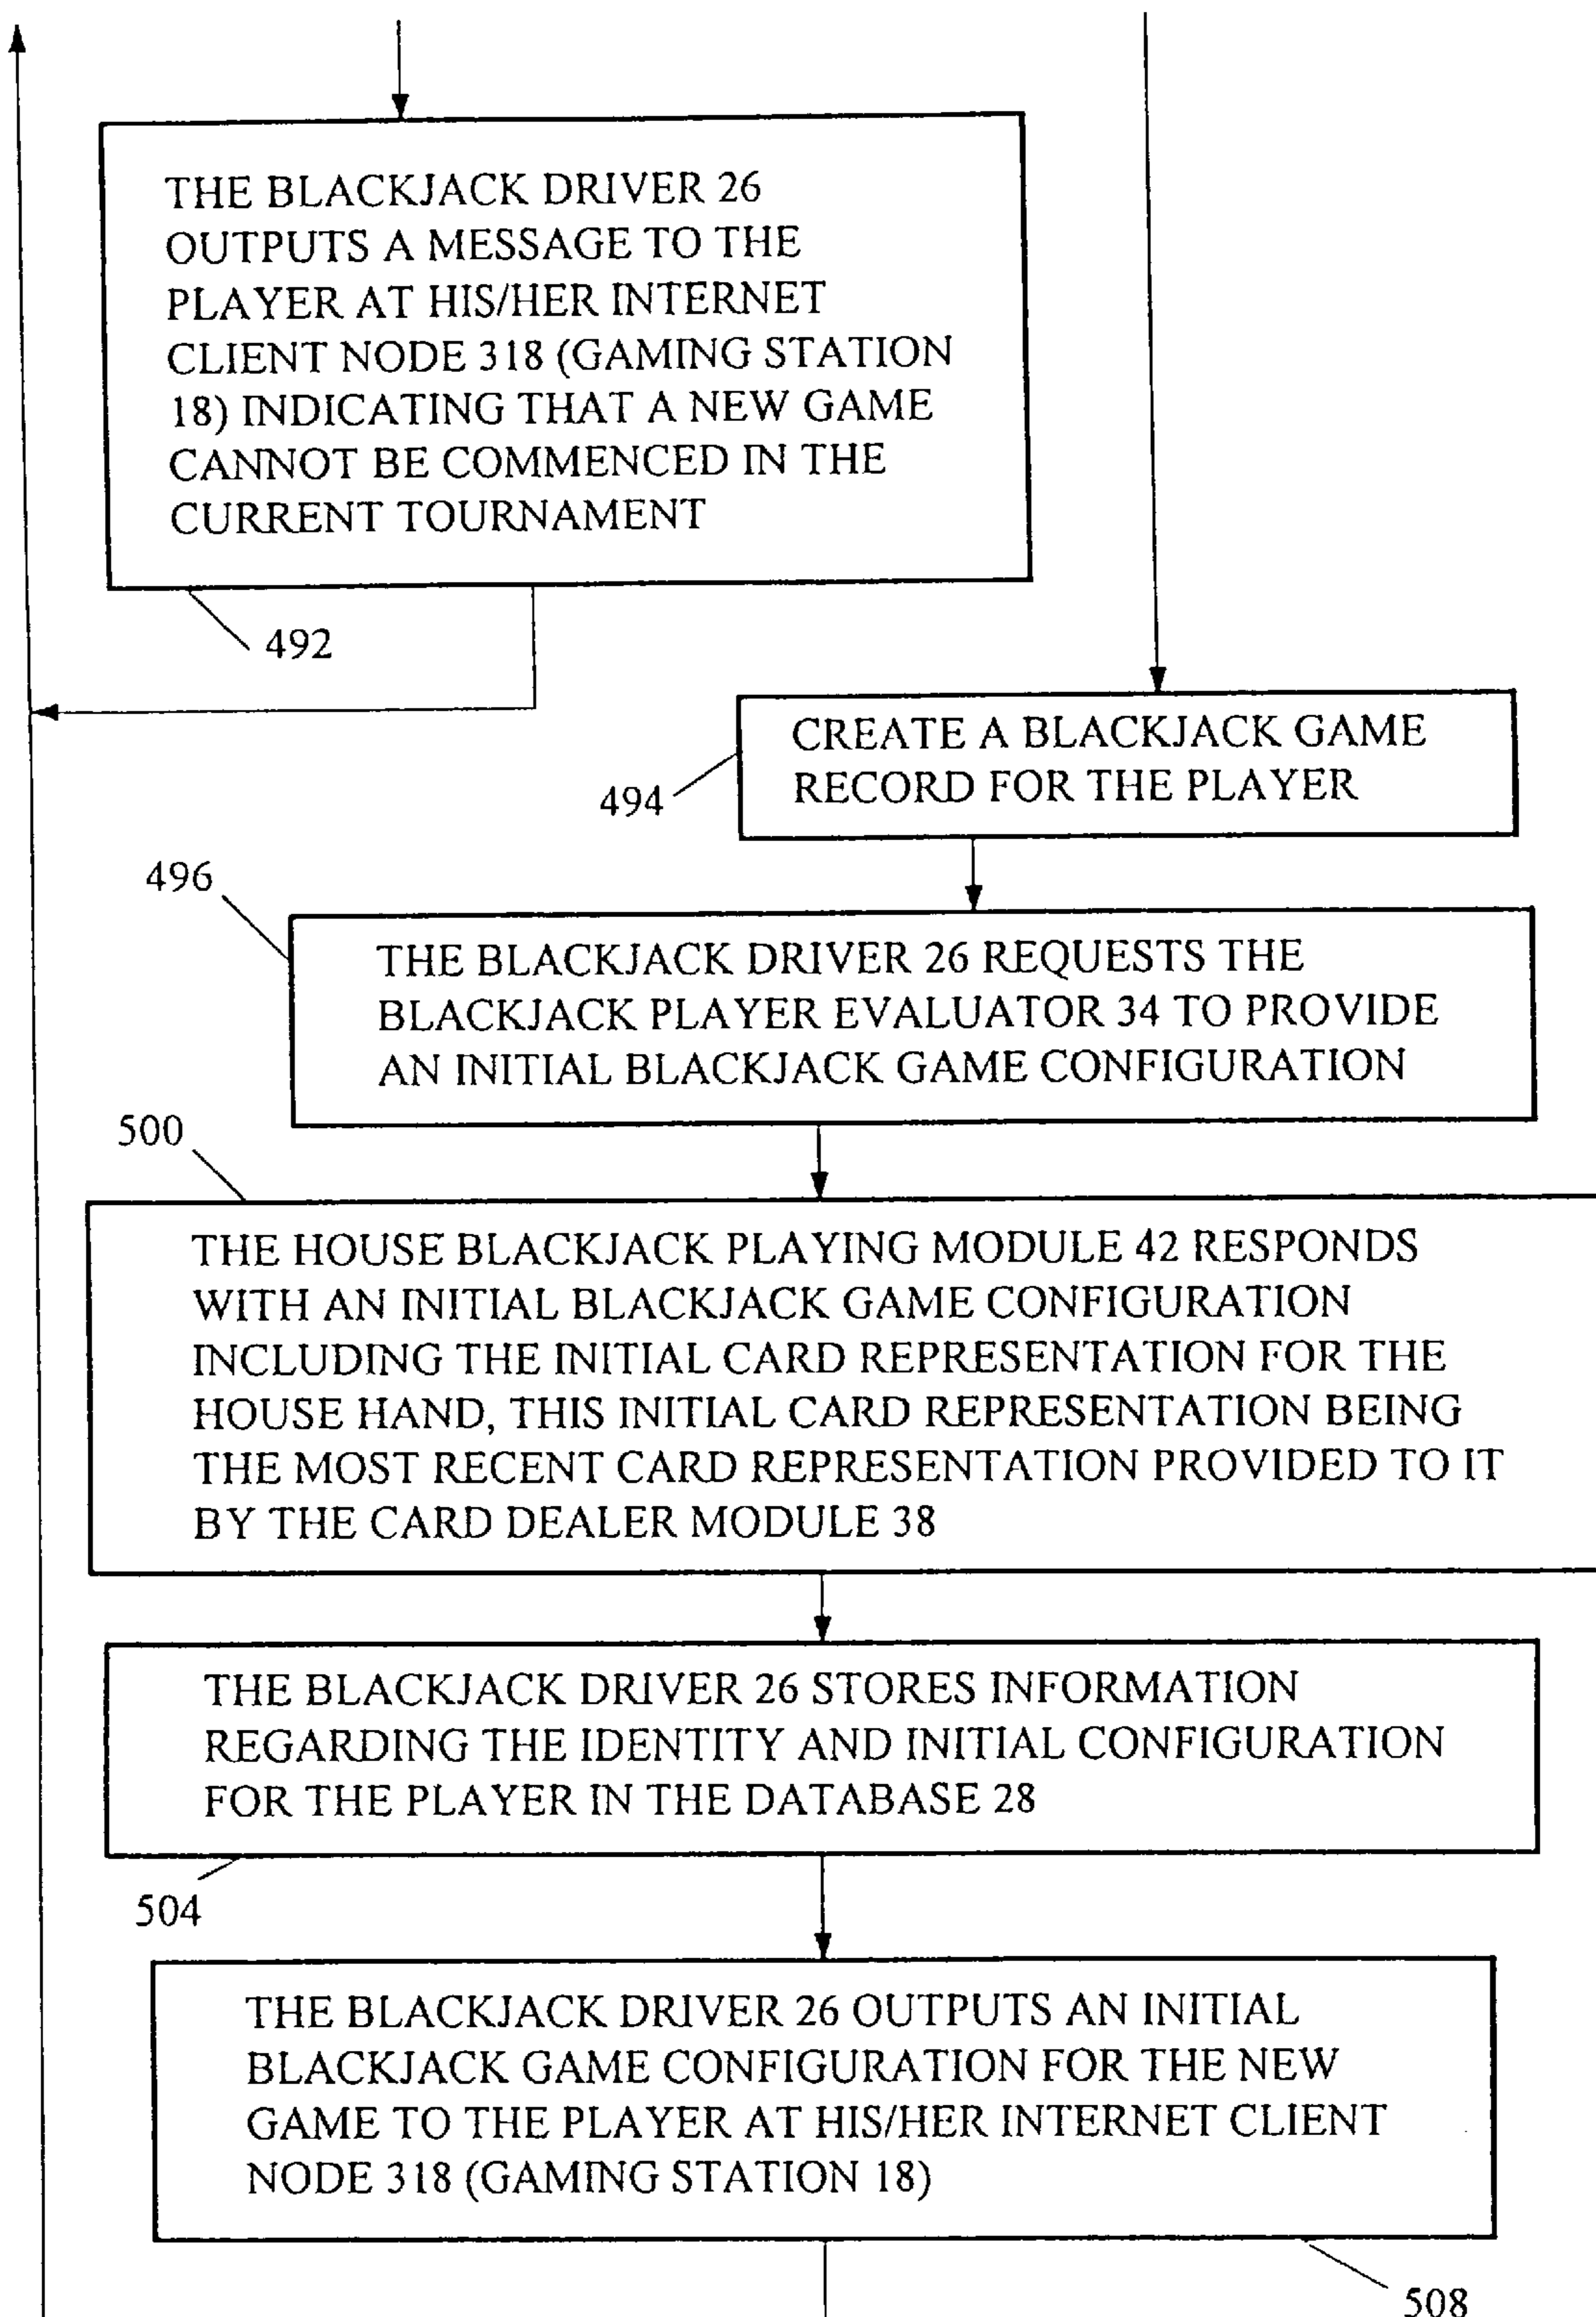 THE BLACKJACK DRIVER 26
OUTPUTS A MESSAGE TO THE
PLAYER AT HIS/HER INTERNET
CLIENT NODE 318 (GAMING STATION
18) INDICATING THAT A NEW GAME
CANNOT BE COMMENCED IN THE
CURRENT TOURNAMENT
492
CREATE A BLACKJACK GAME
RECORD FOR THE PLAYER
494
496
THE BLACKJACK DRIVER 26 REQUESTS THE
BLACKJACK PLAYER EVALUATOR 34 TO PROVIDE
AN INITIAL BLACKJACK GAME CONFIGURATION
500
THE HOUSE BLACKJACK PLAYING MODULE 42 RESPONDS
WITH AN INITIAL BLACKJACK GAME CONFIGURATION
INCLUDING THE INITIAL CARD REPRESENTATION FOR THE
HOUSE HAND, THIS INITIAL CARD REPRESENTATION BEING
THE MOST RECENT CARD REPRESENTATION PROVIDED TO IT
BY THE CARD DEALER MODULE 38
THE BLACKJACK DRIVER 26 STORES INFORMATION
REGARDING THE IDENTITY AND INITIAL CONFIGURATION
FOR THE PLAYER IN THE DATABASE 28
504
THE BLACKJACK DRIVER 26 OUTPUTS AN INITIAL
BLACKJACK GAME CONFIGURATION FOR THE NEW
GAME TO THE PLAYER AT HIS/HER INTERNET CLIENT
NODE 318 (GAMING STATION 18)
508